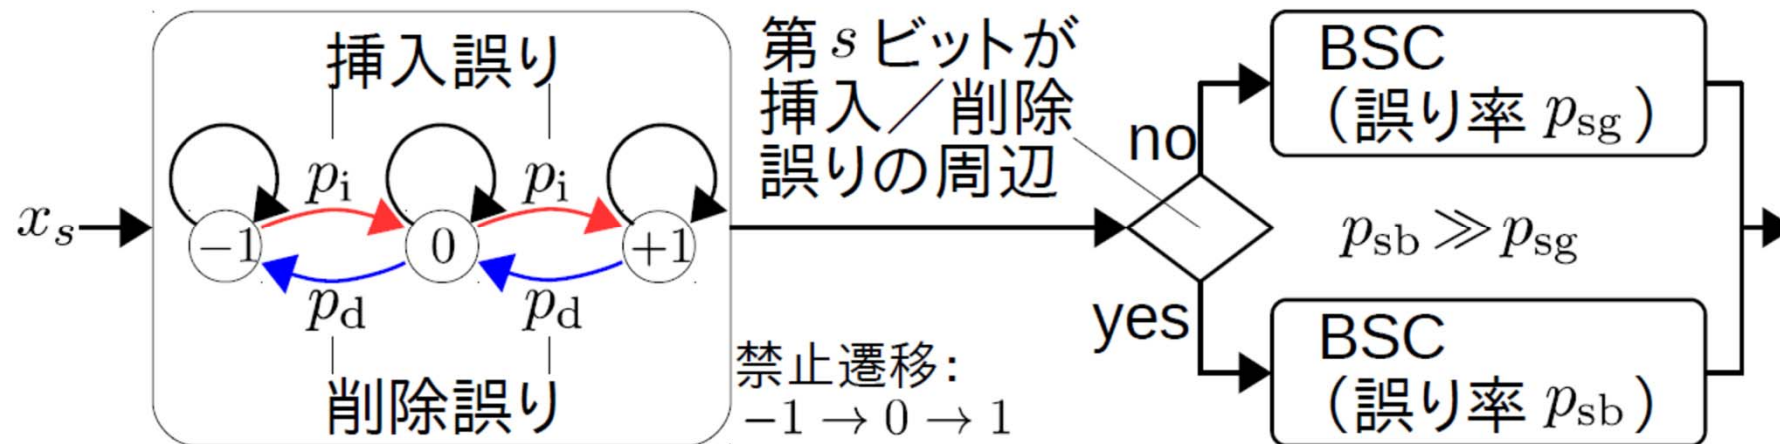 挿入誤り
p_i
p_i
x_s
−1
0
+1
p_d
p_d
削除誤り
第 s ビットが
挿入／削除
誤りの周辺
禁止遷移:
−1 → 0 → 1
no
yes
BSC
（誤り率 p_sg）
p_sb ≫ p_sg
BSC
（誤り率 p_sb）